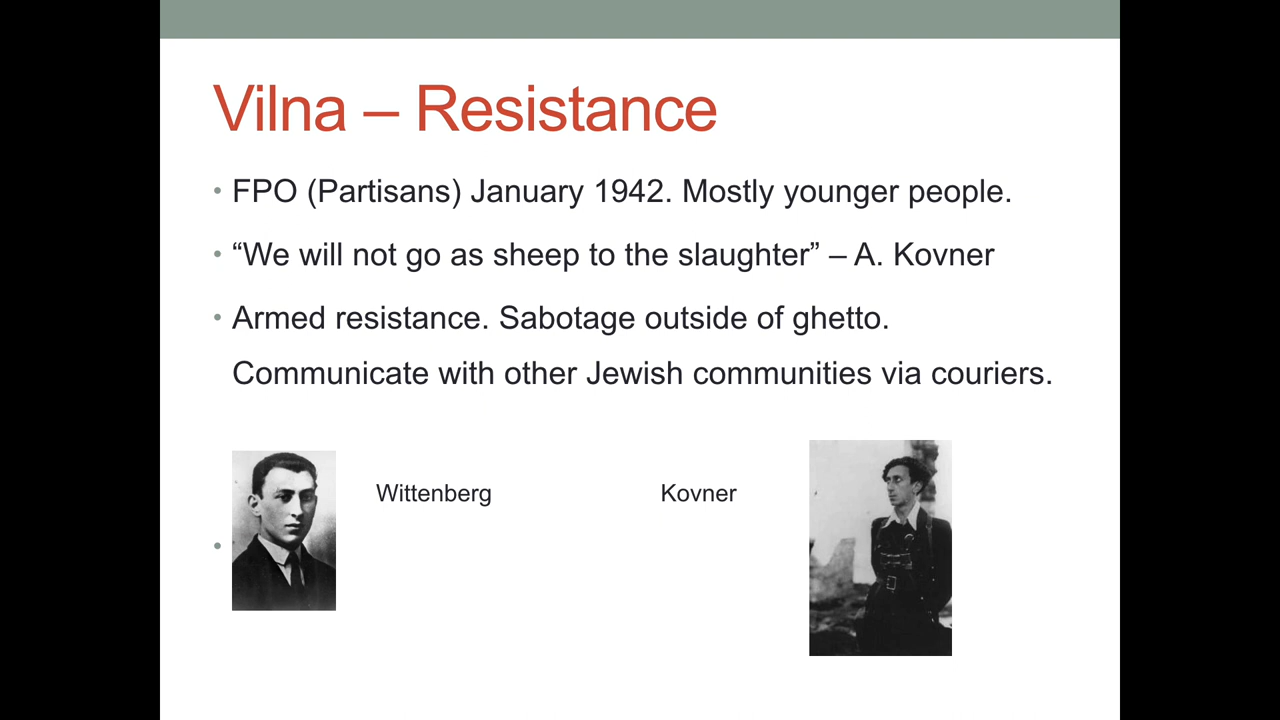 Vilna – Resistance
• FPO (Partisans) January 1942. Mostly younger people.
• “We will not go as sheep to the slaughter” – A. Kovner
• Armed resistance. Sabotage outside of ghetto.
Communicate with other Jewish communities via couriers.
Wittenberg
Kovner
•